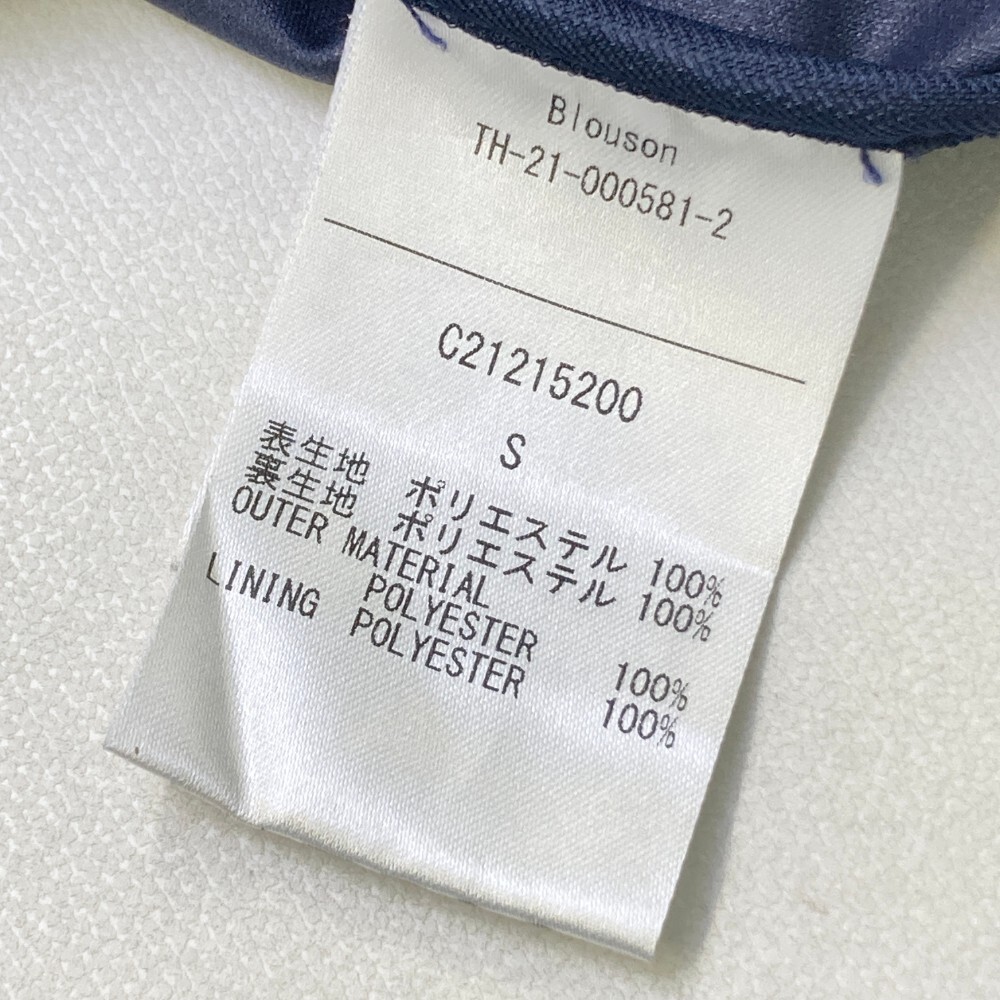 Blouson
TH-21-000581-2
C21215200
S
表生地 ポリエステル 100%
裏生地 ポリエステル 100%
OUTER MATERIAL
POLYESTER 100%
LINING POLYESTER 100%